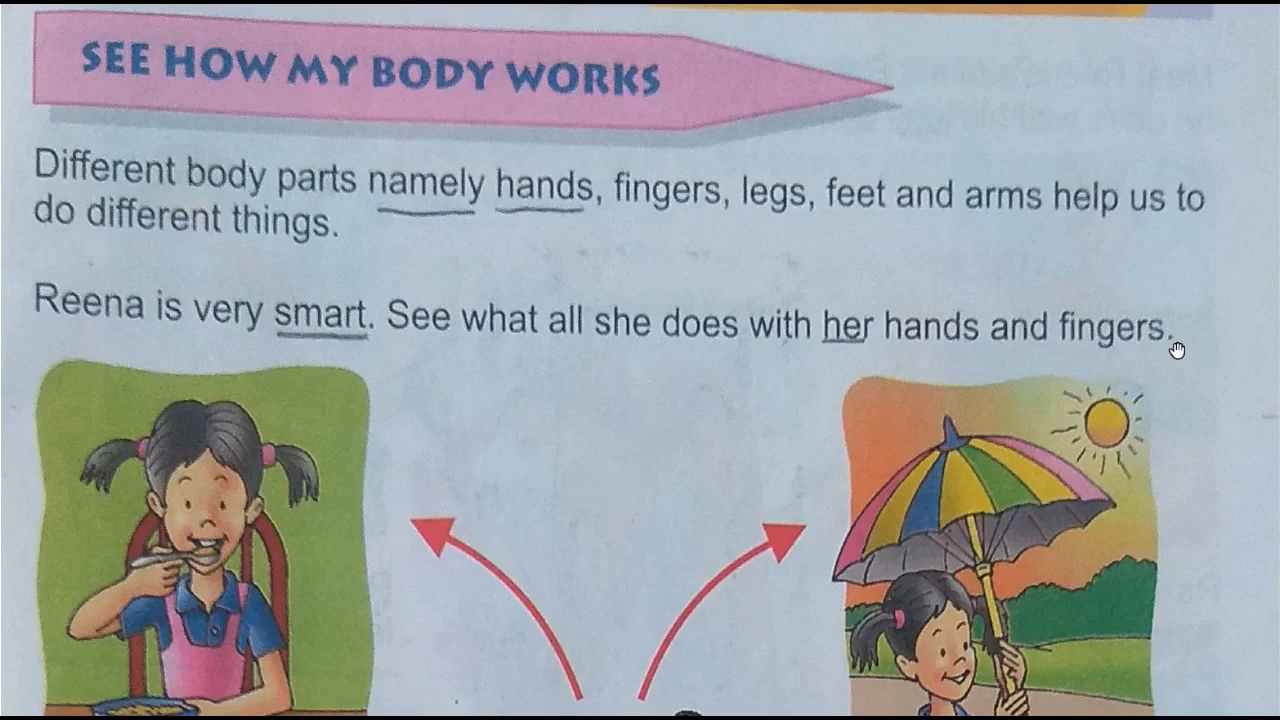 SEE HOW MY BODY WORKS
Different body parts namely hands, fingers, legs, feet and arms help us to
do different things.
Reena is very smart. See what all she does with her hands and fingers.